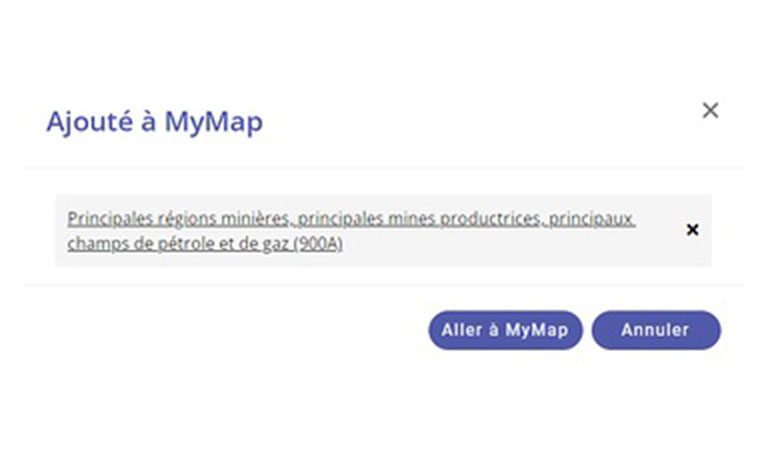 Ajouté à MyMap
Principales régions minières, principales mines productrices, principaux
champs de pétrole et de gaz (900A)
Aller à MyMap
Annuler